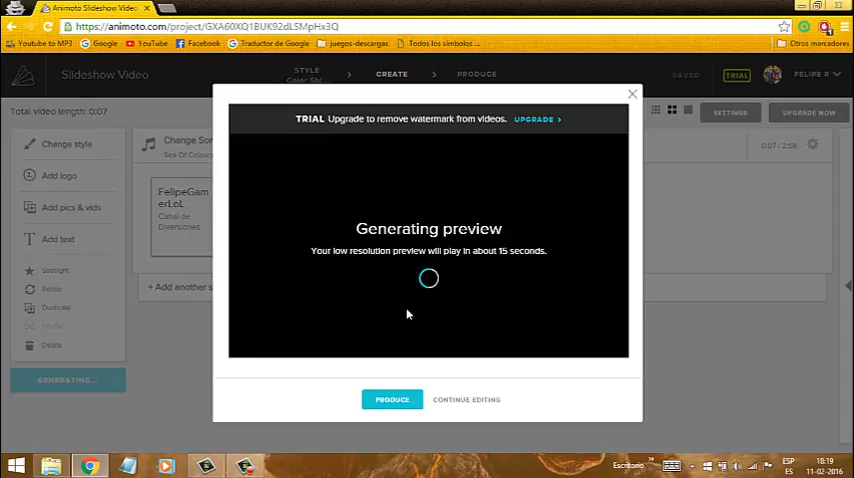 Animoto Slideshow Video
https://animoto.com/project/GXA60XQ1BUK92dLSMpHx3Q
Youtube to MP3
Google
YouTube
Facebook
Traductor de Google
juegos-descargas
Todos los símbolos ...
Otros marcadores
Slideshow Video
STYLE
CREATE
PRODUCE
SAVED
TRIAL
FELIPE R
Total video length: 0:07
SETTINGS
UPGRADE NOW
TRIAL Upgrade to remove watermark from videos. UPGRADE >
Change style
Change Son
Sea Of
0:07 / 2:56
Add logo
FelipeGam
erLoL
Canal de
Diversiones
Add pics & vids
Add text
Generating preview
Your low resolution preview will play in about 15 seconds.
Spotlight
Rotate
Duplicate
Delete
+ Add another s
GENERATING...
PRODUCE
CONTINUE EDITING
Escritorio
ESP
ES
18:19
11-02-2016